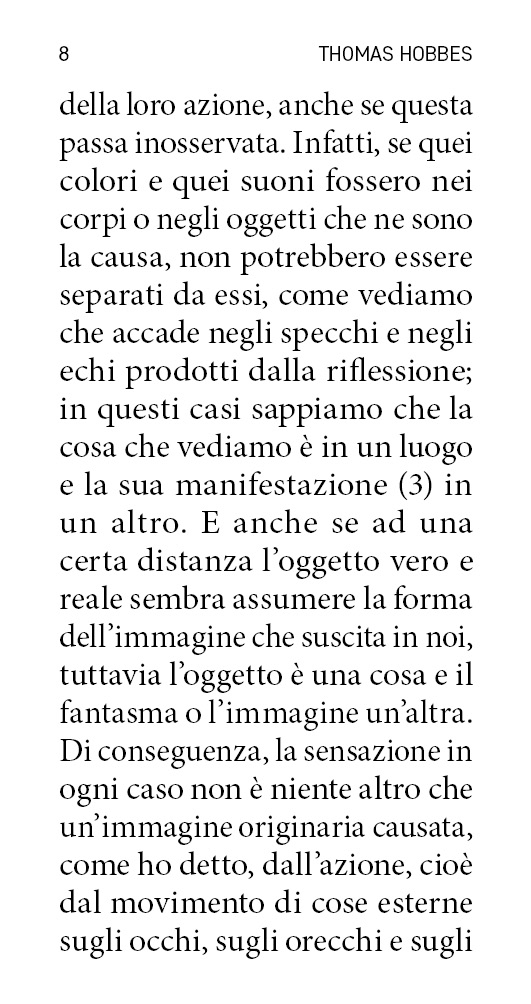 8 THOMAS HOBBES
della loro azione, anche se questa
passa inosservata. Infatti, se quei
colori e quei suoni fossero nei
corpi o negli oggetti che ne sono
la causa, non potrebbero essere
separati da essi, come vediamo
che accade negli specchi e negli
echi prodotti dalla riflessione;
in questi casi sappiamo che la
cosa che vediamo è in un luogo
e la sua manifestazione (3) in
un altro. E anche se ad una
certa distanza l’oggetto vero e
reale sembra assumere la forma
dell’immagine che suscita in noi,
tuttavia l’oggetto è una cosa e il
fantasma o l’immagine un’altra.
Di conseguenza, la sensazione in
ogni caso non è niente altro che
un’immagine originaria causata,
come ho detto, dall’azione, cioè
dal movimento di cose esterne
sugli occhi, sugli orecchi e sugli